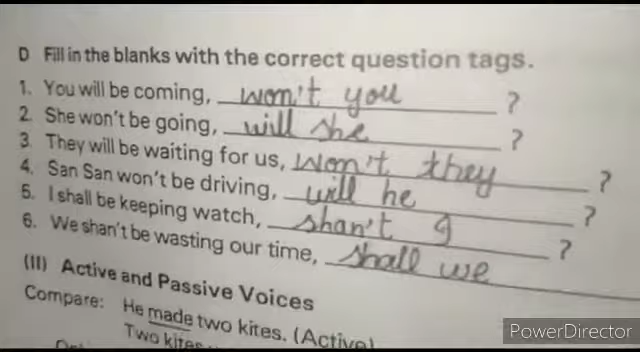 D Fill in the blanks with the correct question tags.
1. You will be coming, won't you ?
2. She won't be going, will she ?
3. They will be waiting for us, won't they ?
4. San San won't be driving, will he ?
5. I shall be keeping watch, shan't I ?
6. We shan't be wasting our time, shall we
(II) Active and Passive Voices
Compare: He made two kites. (Active)
Two kites
PowerDirector